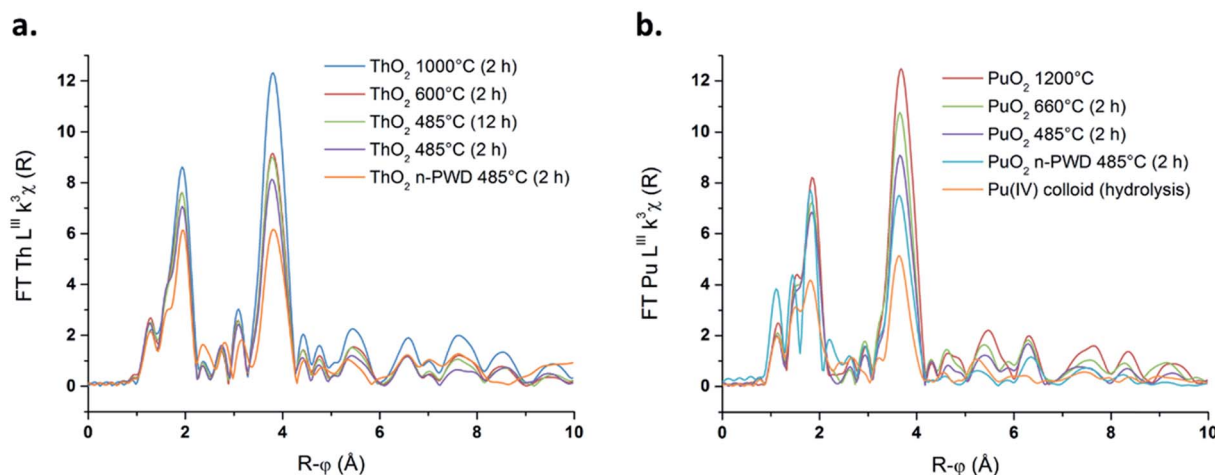 a.
FT Th L^III k³χ (R)
12
10
8
6
4
2
0
ThO₂ 1000°C (2 h)
ThO₂ 600°C (2 h)
ThO₂ 485°C (12 h)
ThO₂ 485°C (2 h)
ThO₂ n-PWD 485°C (2 h)
0 2 4 6 8 10
R-φ (Å)
b.
FT Pu L^III k³χ (R)
12
10
8
6
4
2
0
PuO₂ 1200°C
PuO₂ 660°C (2 h)
PuO₂ 485°C (2 h)
PuO₂ n-PWD 485°C (2 h)
Pu(IV) colloid (hydrolysis)
0 2 4 6 8 10
R-φ (Å)